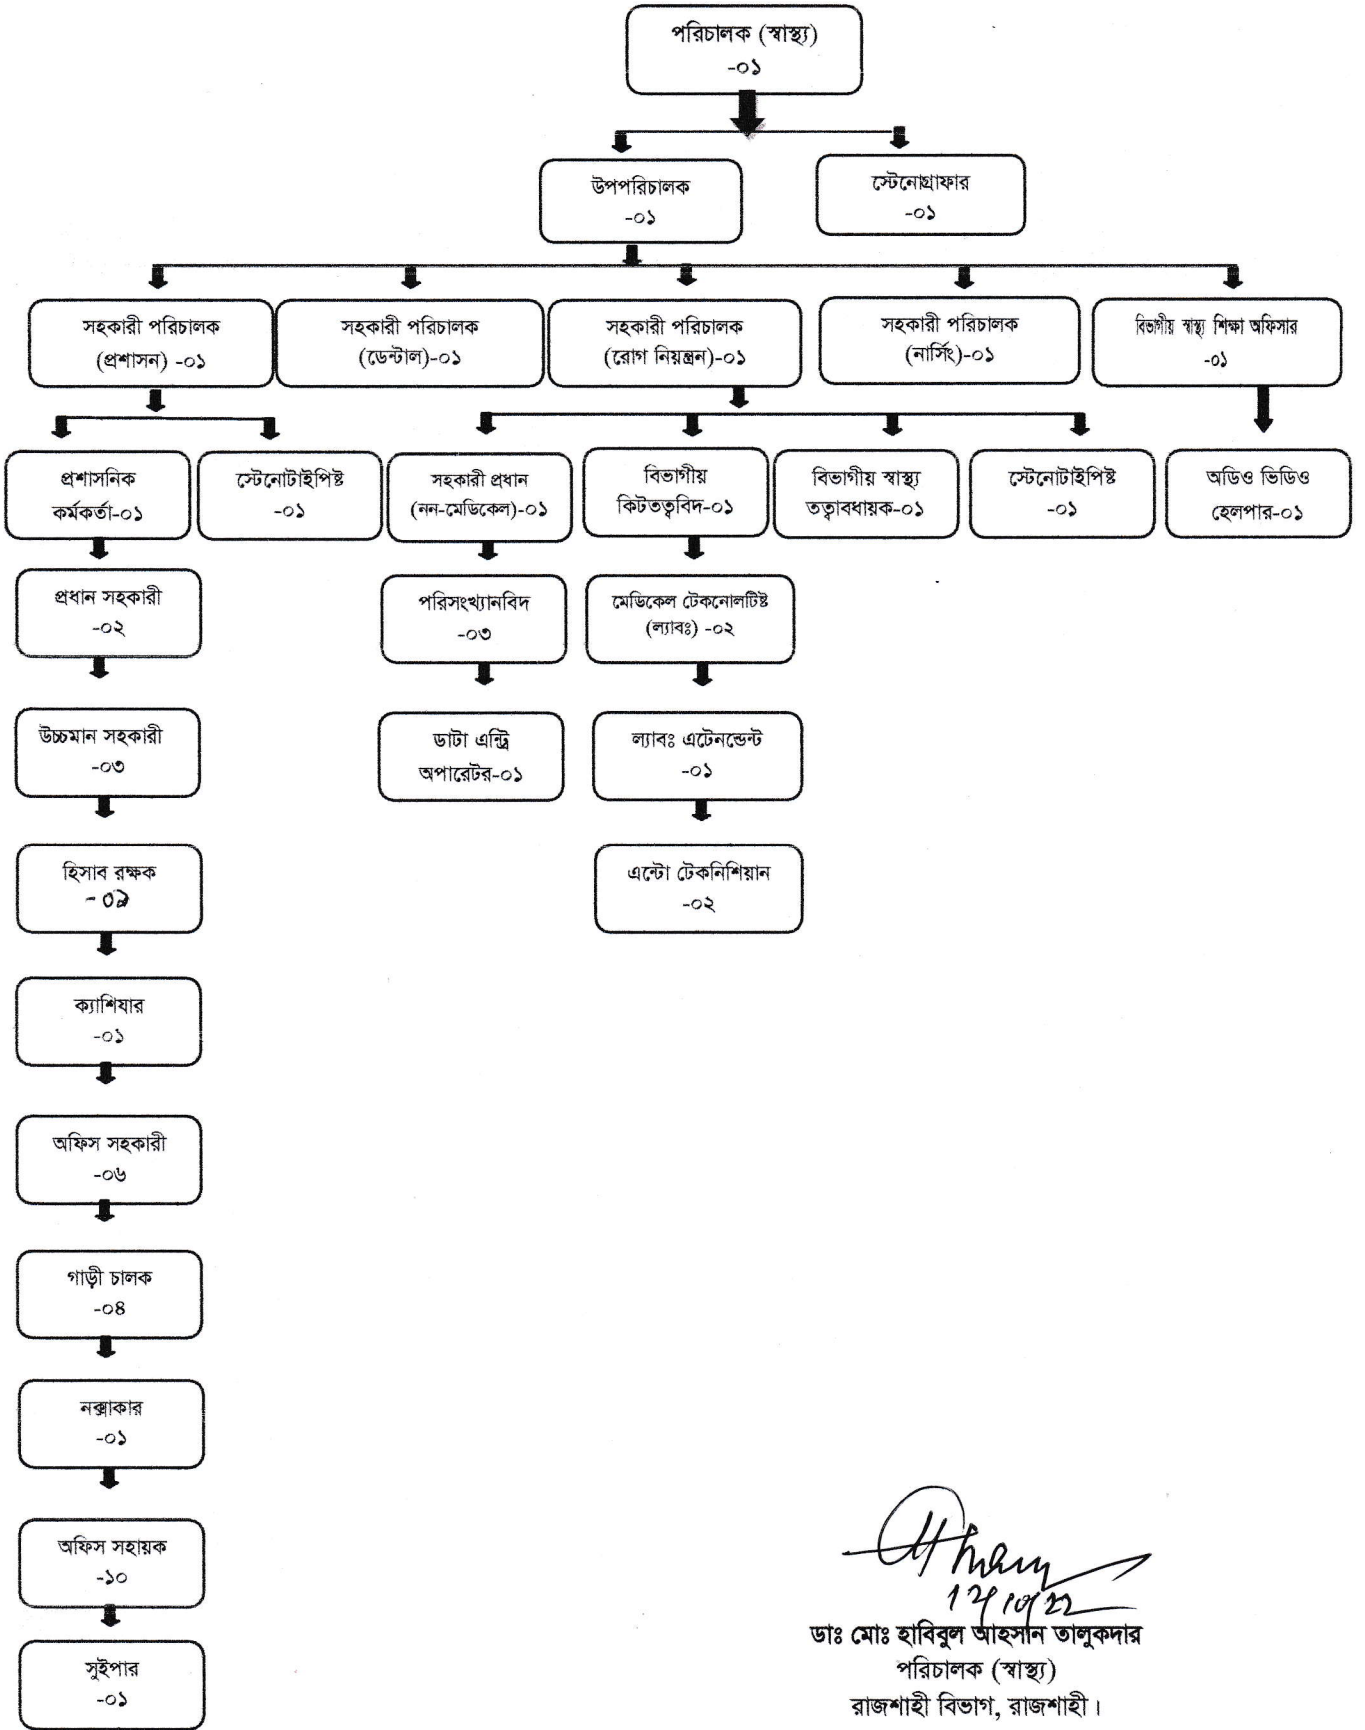 পরিচালক (স্বাস্থ্য)
-০১
উপপরিচালক
-০১
স্টেনোগ্রাফার
-০১
সহকারী পরিচালক
(প্রশাসন) -০১
সহকারী পরিচালক
(ডেন্টাল)-০১
সহকারী পরিচালক
(রোগ নিয়ন্ত্রন)-০১
সহকারী পরিচালক
(নার্সিং)-০১
বিভাগীয় স্বাস্থ্য শিক্ষা অফিসার
-০১
প্রশাসনিক
কর্মকর্তা-০১
স্টেনোটাইপিষ্ট
-০১
সহকারী প্রধান
(নন-মেডিকেল)-০১
বিভাগীয়
কিটতত্ববিদ-০১
বিভাগীয় স্বাস্থ্য
তত্বাবধায়ক-০১
স্টেনোটাইপিষ্ট
-০১
অডিও ভিডিও
হেলপার-০১
প্রধান সহকারী
-০২
পরিসংখ্যানবিদ
-০৩
মেডিকেল টেকনোলটিষ্ট
(ল্যাবঃ) -০২
উচ্চমান সহকারী
-০৩
ডাটা এন্ট্রি
অপারেটর-০১
ল্যাবঃ এটেনডেন্ট
-০১
হিসাব রক্ষক
এন্টো টেকনিশিয়ান
-০২
ক্যাশিযার
-০১
অফিস সহকারী
-০৬
গাড়ী চালক
-০৪
নক্সাকার
-০১
অফিস সহায়ক
-১০
সুইপার
-০১
ডাঃ মোঃ হাবিবুল আহসান তালুকদার
পরিচালক (স্বাস্থ্য)
রাজশাহী বিভাগ, রাজশাহী।